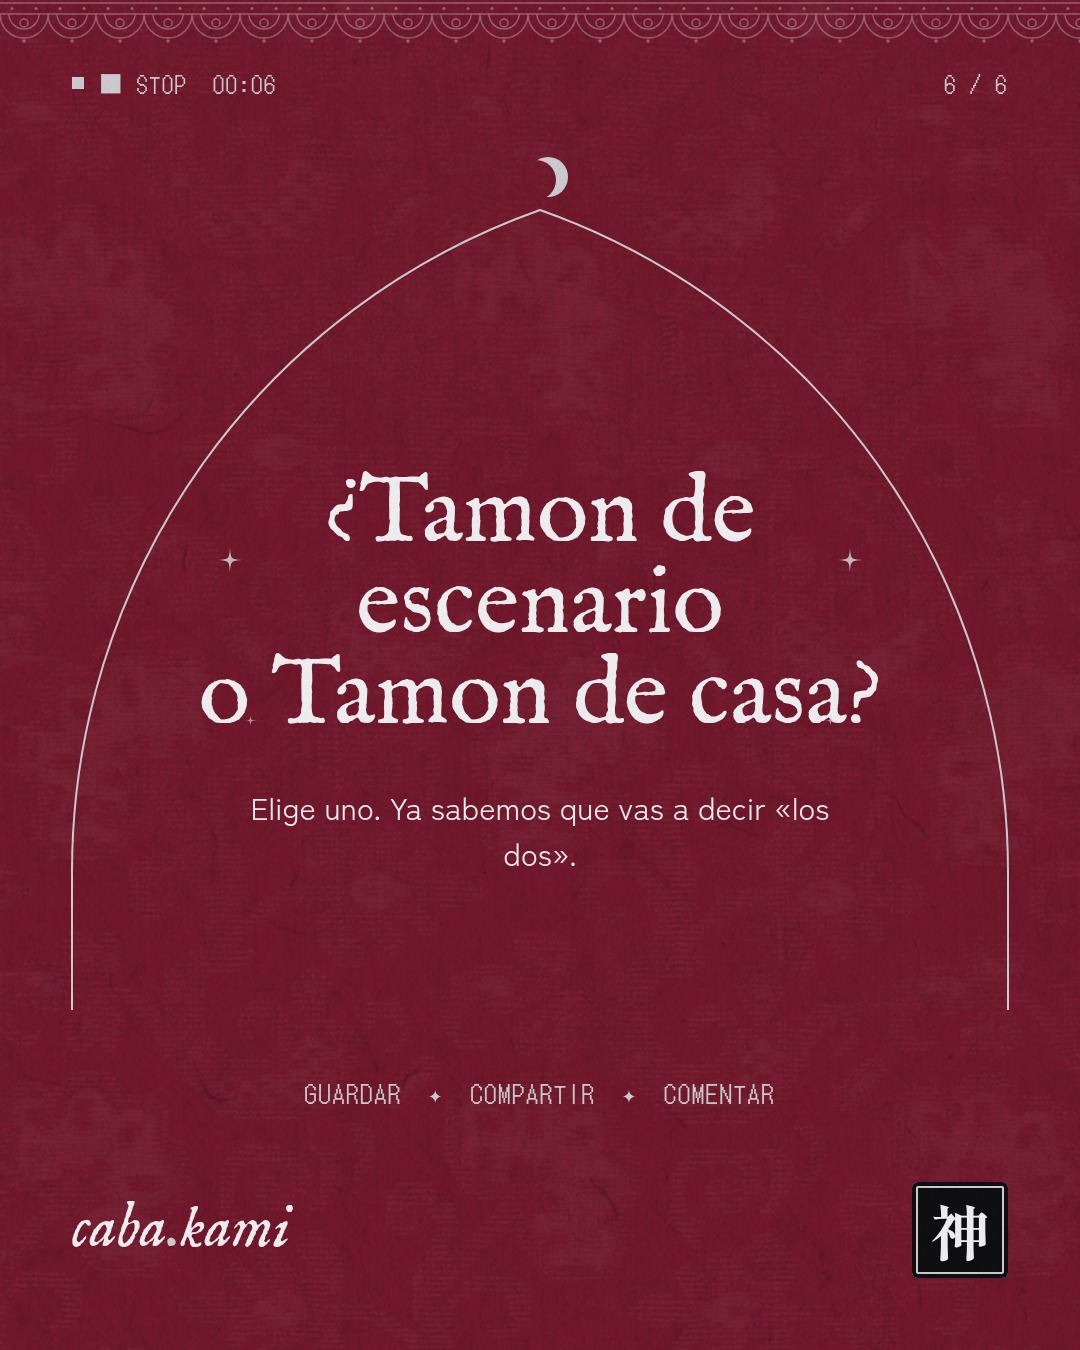 STOP 00:06
6 / 6
¿Tamon de
escenario
o Tamon de casa?
Elige uno. Ya sabemos que vas a decir «los
dos».
GUARDAR ✦ COMPARTIR ✦ COMENTAR
caba.kami
神